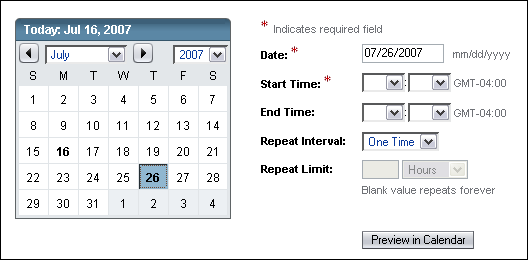 Today: Jul 16, 2007
July 2007
S M T W T F S
1 2 3 4 5 6 7
8 9 10 11 12 13 14
15 16 17 18 19 20 21
22 23 24 25 26 27 28
29 30 31 1 2 3 4
* Indicates required field
Date: * 07/26/2007 mm/dd/yyyy
Start Time: * : GMT-04:00
End Time: : GMT-04:00
Repeat Interval: One Time
Repeat Limit: Hours
Blank value repeats forever
Preview in Calendar